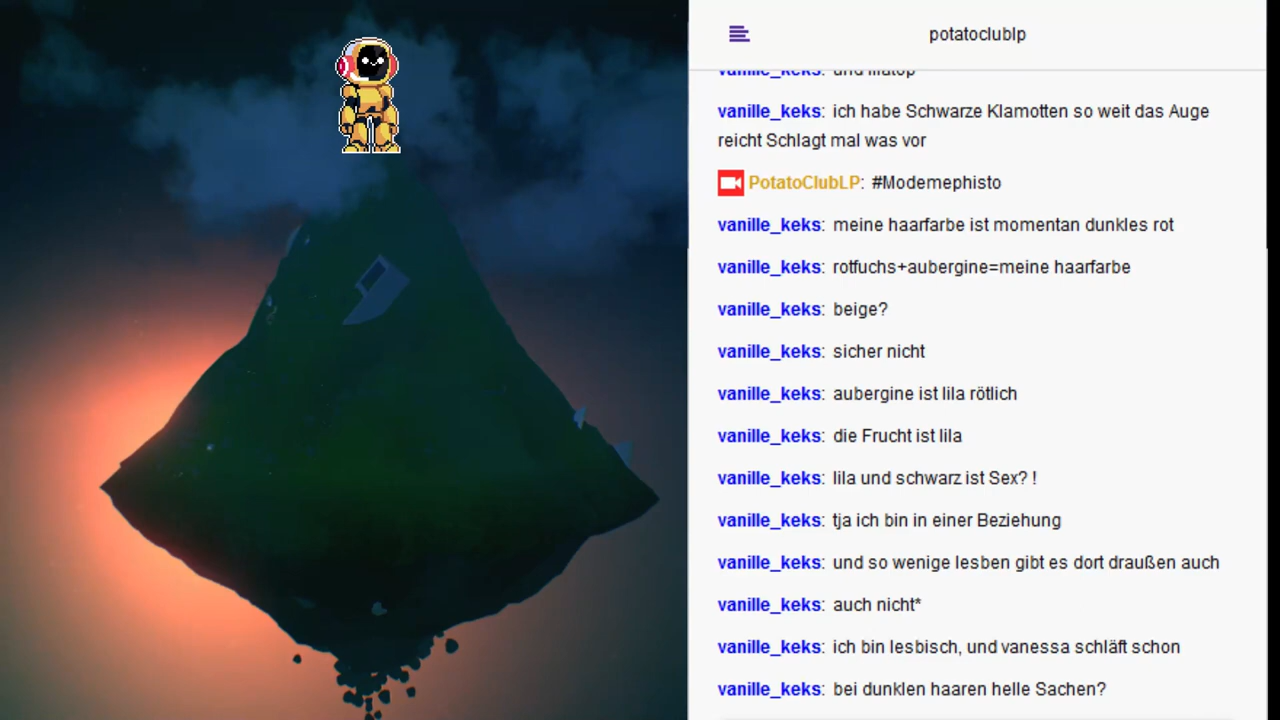 potatoclublp
vanille_keks: und lilatop
vanille_keks: ich habe Schwarze Klamotten so weit das Auge
reicht Schlagt mal was vor
PotatoClubLP: #Modemephisto
vanille_keks: meine haarfarbe ist momentan dunkles rot
vanille_keks: rotfuchs+aubergine=meine haarfarbe
vanille_keks: beige?
vanille_keks: sicher nicht
vanille_keks: aubergine ist lila rötlich
vanille_keks: die Frucht ist lila
vanille_keks: lila und schwarz ist Sex? !
vanille_keks: tja ich bin in einer Beziehung
vanille_keks: und so wenige lesben gibt es dort draußen auch
vanille_keks: auch nicht*
vanille_keks: ich bin lesbisch, und vanessa schläft schon
vanille_keks: bei dunklen haaren helle Sachen?